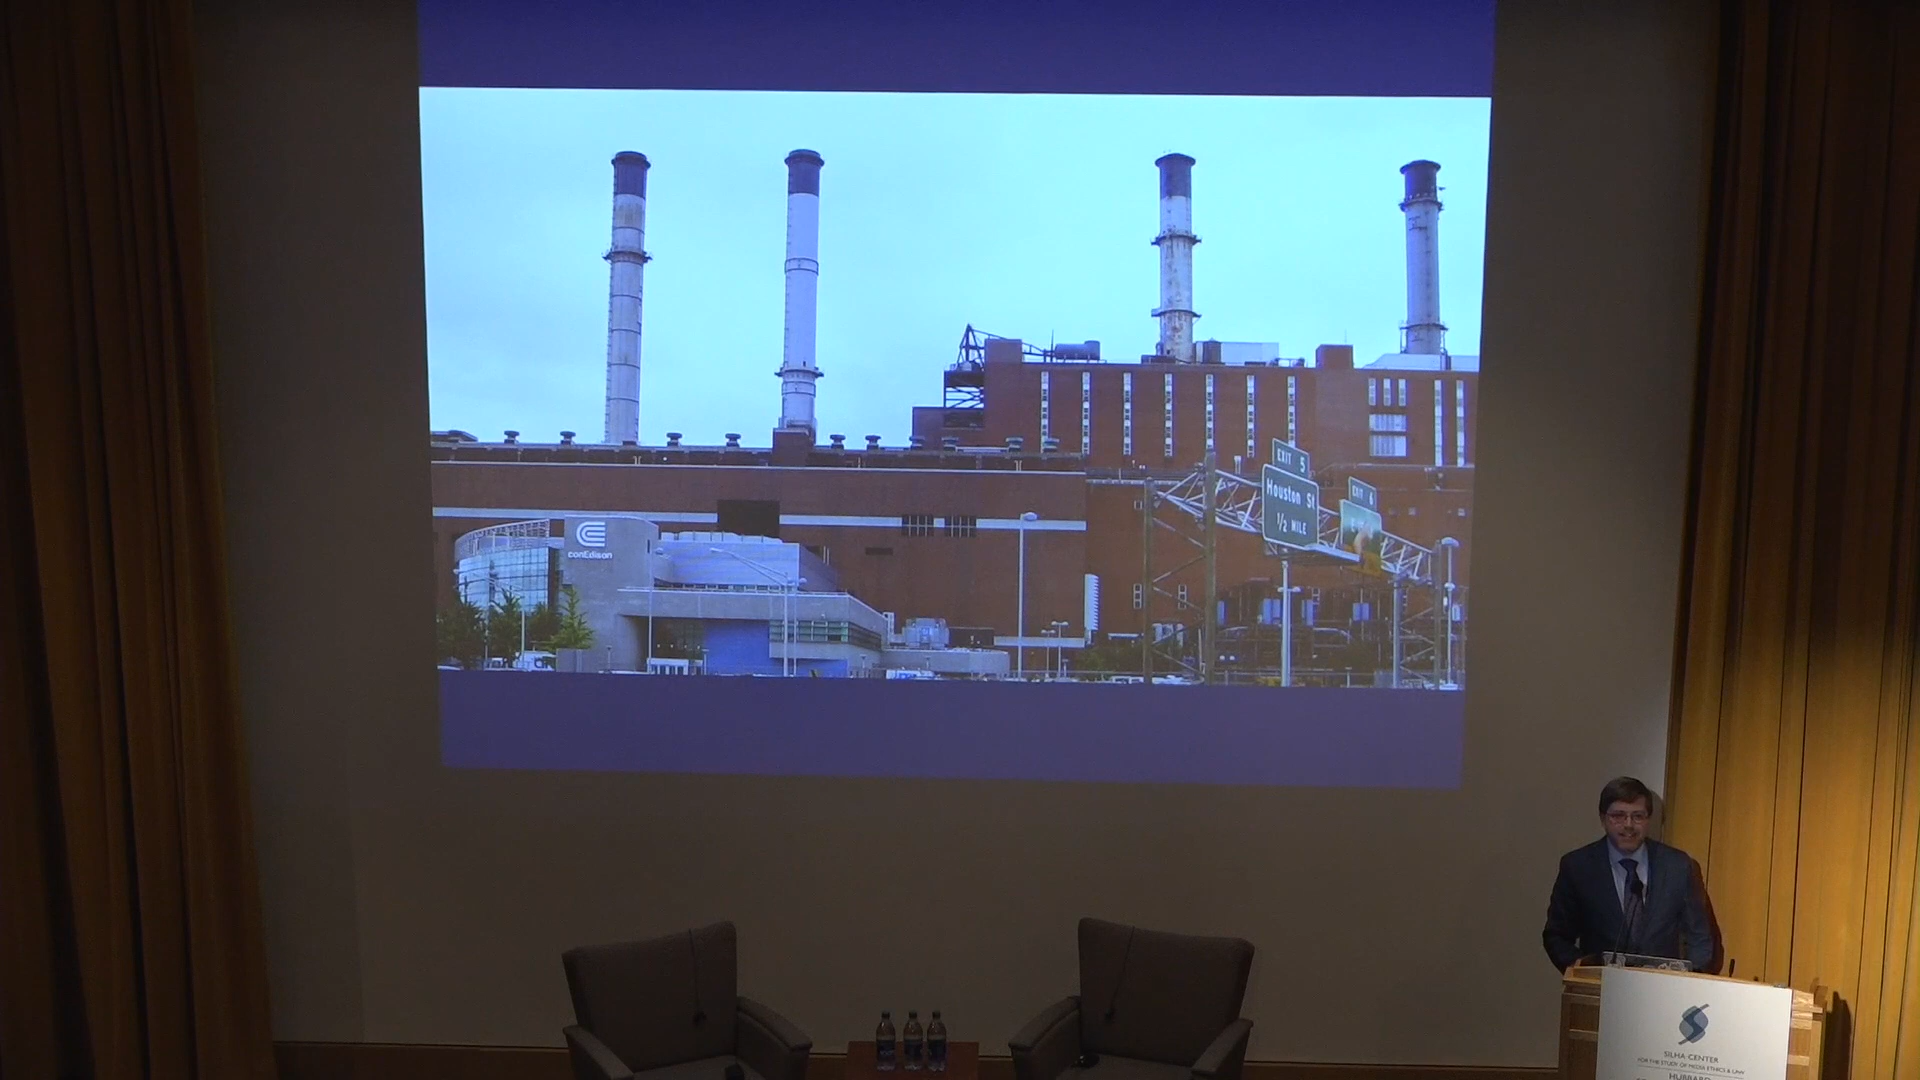 EXIT 5
Houston St
1/2 MILE
EXIT 6
conEdison
SILHA CENTER
FOR THE STUDY OF MEDIA ETHICS & LAW
HUBBARD